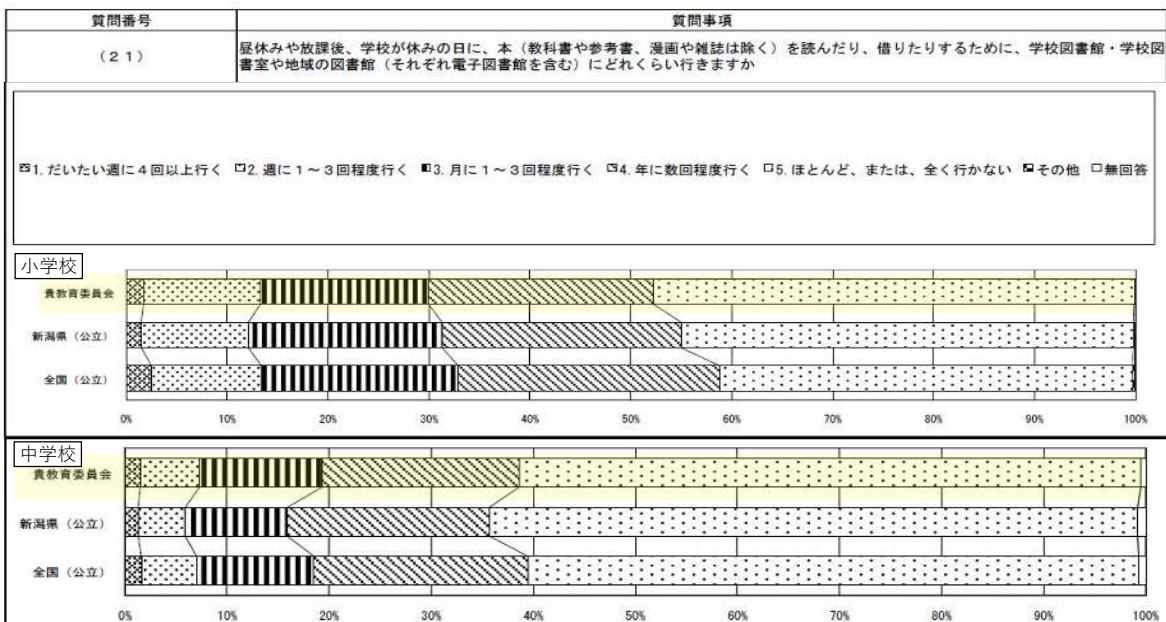 質問番号 質問事項
（２１） 昼休みや放課後、学校が休みの日に、本（教科書や参考書、漫画や雑誌は除く）を読んだり、借りたりするために、学校図書館・学校図
書室や地域の図書館（それぞれ電子図書館を含む）にどれくらい行きますか
1. だいたい週に４回以上行く 2. 週に１～３回程度行く 3. 月に１～３回程度行く 4. 年に数回程度行く 5. ほとんど、または、全く行かない その他 無回答
小学校
貴教育委員会
新潟県（公立）
全国（公立）
0% 10% 20% 30% 40% 50% 60% 70% 80% 90% 100%
中学校
貴教育委員会
新潟県（公立）
全国（公立）
0% 10% 20% 30% 40% 50% 60% 70% 80% 90% 100%